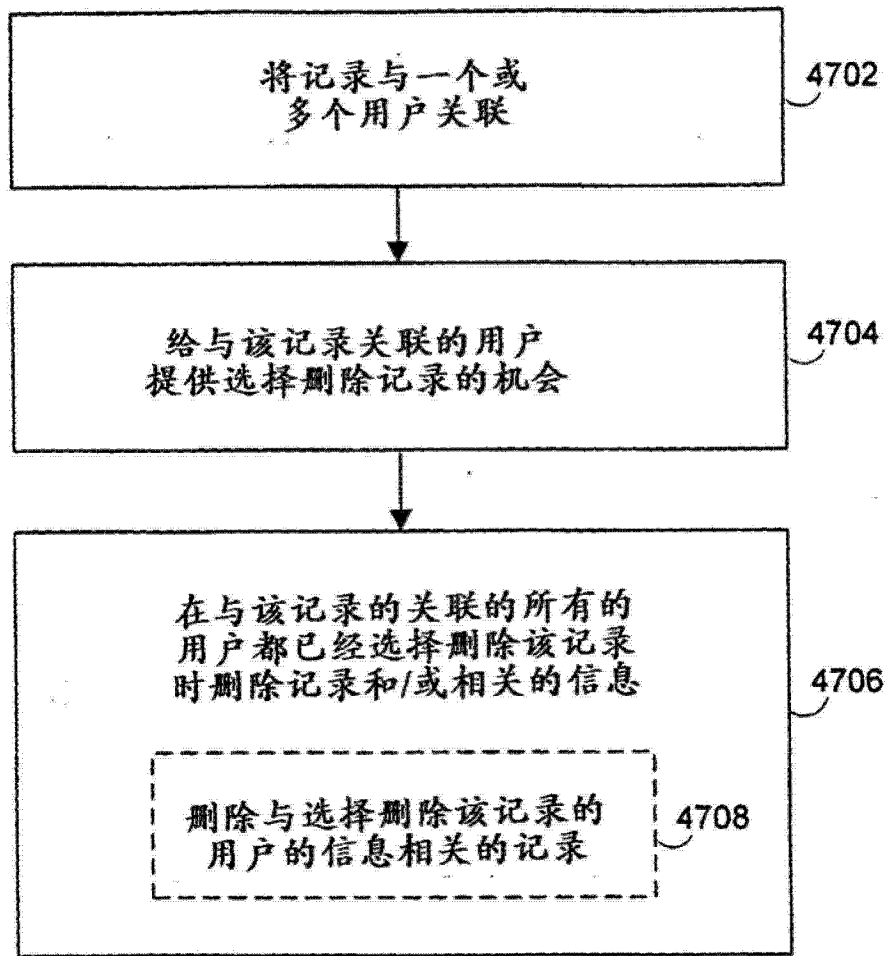 将记录与一个或
多个用户关联
4702
给与该记录关联的用户
提供选择删除记录的机会
4704
在与该记录的关联的所有的
用户都已经选择删除该记录
时删除记录和/或相关的信息
4706
删除与选择删除该记录的
用户的信息相关的记录
4708